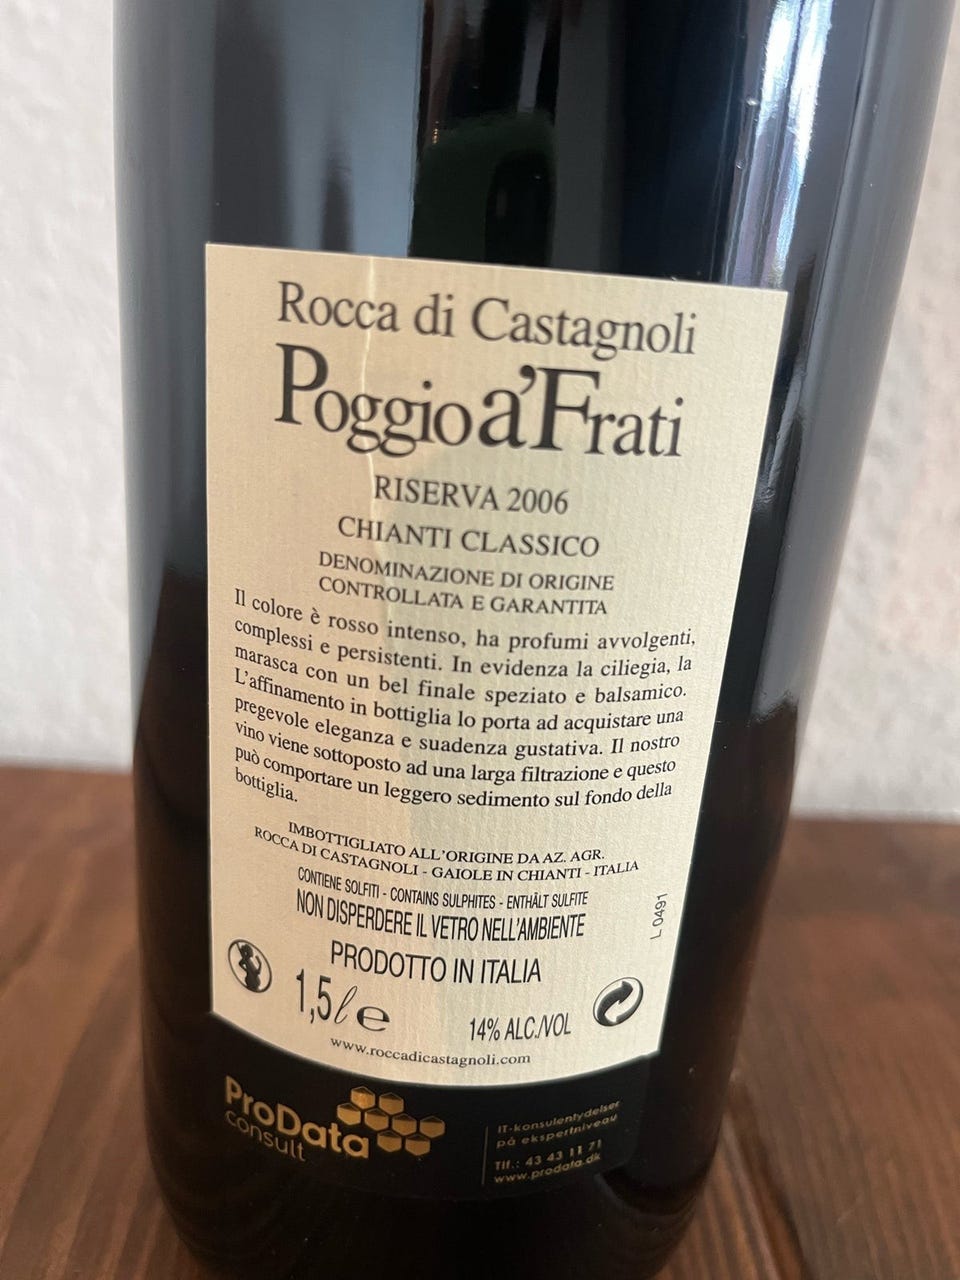 Rocca di Castagnoli
Poggio a'Frati
RISERVA 2006
CHIANTI CLASSICO
DENOMINAZIONE DI ORIGINE
CONTROLLATA E GARANTITA
Il colore è rosso intenso, ha profumi avvolgenti,
complessi e persistenti. In evidenza la ciliegia, la
marasca con un bel finale speziato e balsamico.
L'affinamento in bottiglia lo porta ad acquistare una
pregevole eleganza e suadenza gustativa. Il nostro
vino viene sottoposto ad una larga filtrazione e questo
può comportare un leggero sedimento sul fondo della
bottiglia.
IMBOTTIGLIATO ALL'ORIGINE DA AZ. AGR.
ROCCA DI CASTAGNOLI - GAIOLE IN CHIANTI - ITALIA
CONTIENE SOLFITI - CONTAINS SULPHITES - ENTHÄLT SULFITE
NON DISPERDERE IL VETRO NELL'AMBIENTE
L 0491
PRODOTTO IN ITALIA
1,5 ℓ e
14% ALC./VOL
www.roccadicastagnoli.com
ProData
consult
IT-konsulentydelser
på ekspertniveau
Tlf.: 43 43 11 71
www.prodata.dk